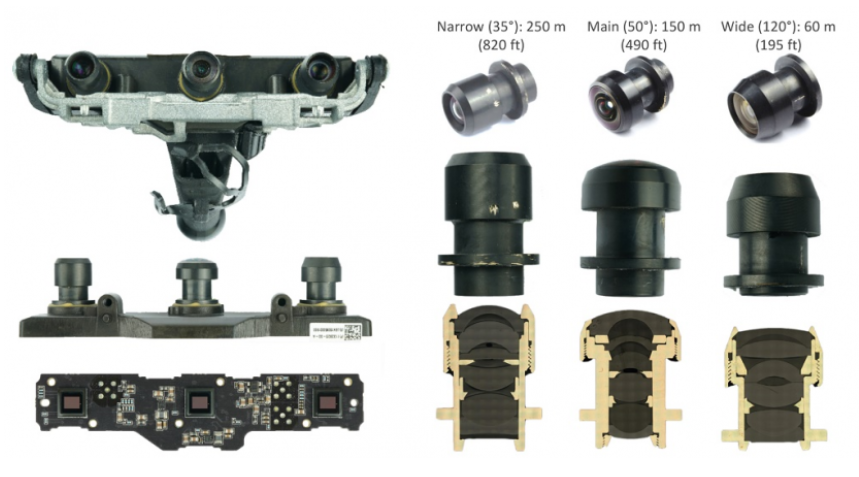 Narrow (35°): 250 m
(820 ft)
Main (50°): 150 m
(490 ft)
Wide (120°): 60 m
(195 ft)